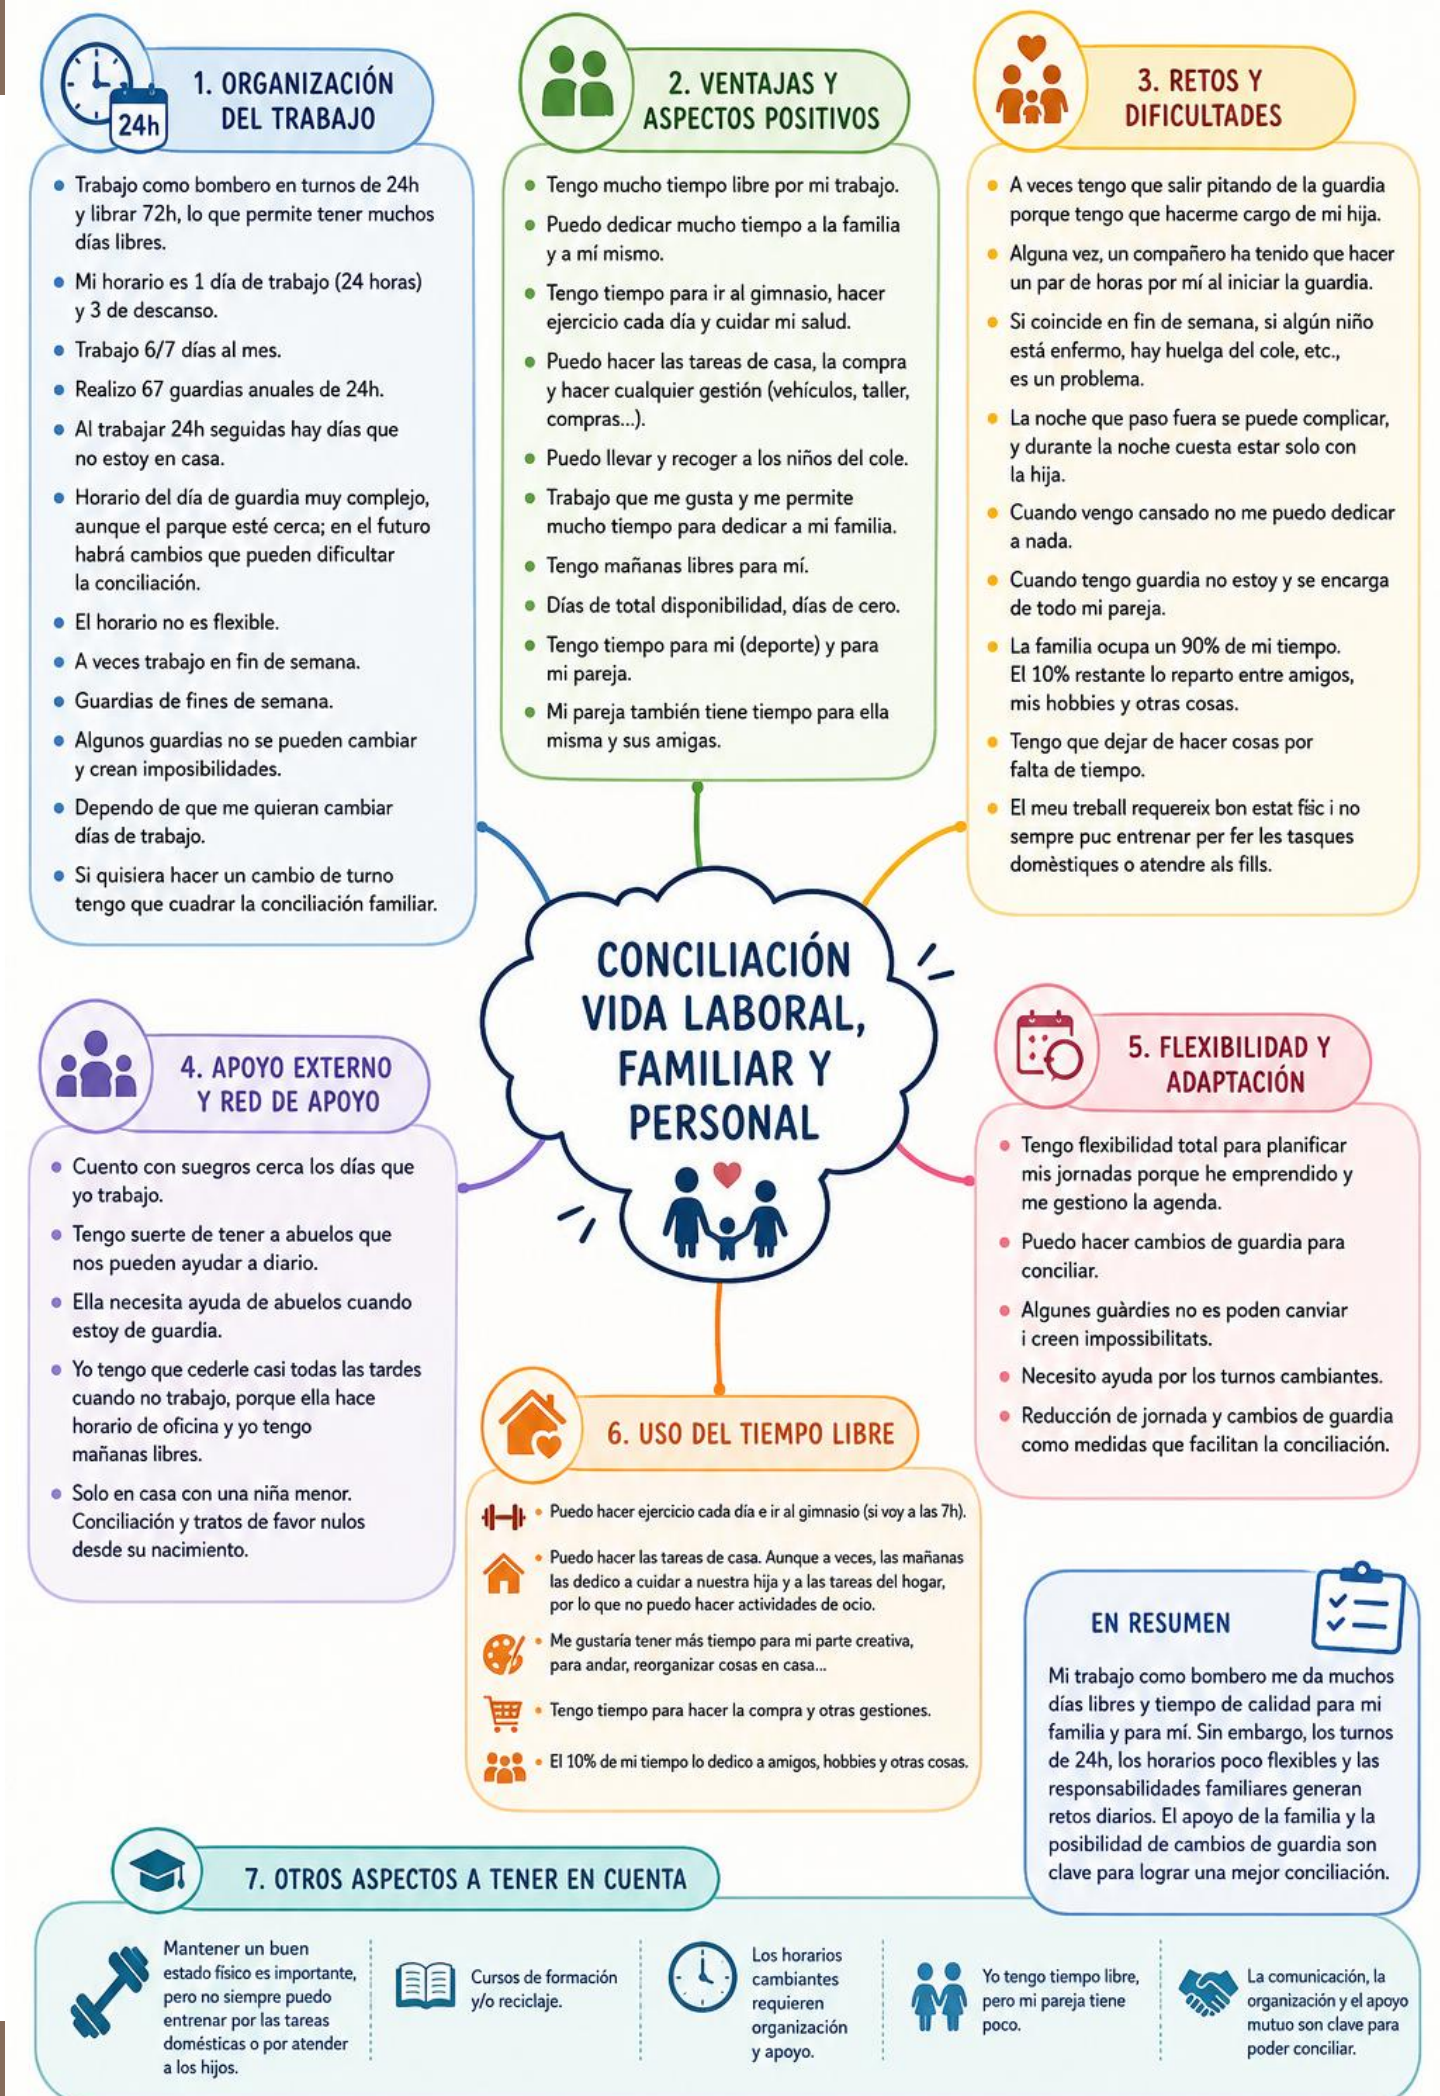 24h
1. ORGANIZACIÓN
DEL TRABAJO
• Trabajo como bombero en turnos de 24h
y librar 72h, lo que permite tener muchos
días libres.
• Mi horario es 1 día de trabajo (24 horas)
y 3 de descanso.
• Trabajo 6/7 días al mes.
• Realizo 67 guardias anuales de 24h.
• Al trabajar 24h seguidas hay días que
no estoy en casa.
• Horario del día de guardia muy complejo,
aunque el parque esté cerca; en el futuro
habrá cambios que pueden dificultar
la conciliación.
• El horario no es flexible.
• A veces trabajo en fin de semana.
• Guardias de fines de semana.
• Algunos guardias no se pueden cambiar
y crean imposibilidades.
• Dependo de que me quieran cambiar
días de trabajo.
• Si quisiera hacer un cambio de turno
tengo que cuadrar la conciliación familiar.
2. VENTAJAS Y
ASPECTOS POSITIVOS
• Tengo mucho tiempo libre por mi trabajo.
• Puedo dedicar mucho tiempo a la familia
y a mí mismo.
• Tengo tiempo para ir al gimnasio, hacer
ejercicio cada día y cuidar mi salud.
• Puedo hacer las tareas de casa, la compra
y hacer cualquier gestión (vehículos, taller,
compras...).
• Puedo llevar y recoger a los niños del cole.
• Trabajo que me gusta y me permite
mucho tiempo para dedicar a mi familia.
• Tengo mañanas libres para mí.
• Días de total disponibilidad, días de cero.
• Tengo tiempo para mi (deporte) y para
mi pareja.
• Mi pareja también tiene tiempo para ella
misma y sus amigas.
3. RETOS Y
DIFICULTADES
• A veces tengo que salir pitando de la guardia
porque tengo que hacerme cargo de mi hija.
• Alguna vez, un compañero ha tenido que hacer
un par de horas por mí al iniciar la guardia.
• Si coincide en fin de semana, si algún niño
está enfermo, hay huelga del cole, etc.,
es un problema.
• La noche que paso fuera se puede complicar,
y durante la noche cuesta estar solo con
la hija.
• Cuando vengo cansado no me puedo dedicar
a nada.
• Cuando tengo guardia no estoy y se encarga
de todo mi pareja.
• La familia ocupa un 90% de mi tiempo.
El 10% restante lo reparto entre amigos,
mis hobbies y otras cosas.
• Tengo que dejar de hacer cosas por
falta de tiempo.
• El meu treball requereix bon estat físic i no
sempre puc entrenar per fer les tasques
domèstiques o atendre als fills.
CONCILIACIÓN
VIDA LABORAL,
FAMILIAR Y
PERSONAL
4. APOYO EXTERNO
Y RED DE APOYO
• Cuento con suegros cerca los días que
yo trabajo.
• Tengo suerte de tener a abuelos que
nos pueden ayudar a diario.
• Ella necesita ayuda de abuelos cuando
estoy de guardia.
• Yo tengo que cederle casi todas las tardes
cuando no trabajo, porque ella hace
horario de oficina y yo tengo
mañanas libres.
• Solo en casa con una niña menor.
Conciliación y tratos de favor nulos
desde su nacimiento.
5. FLEXIBILIDAD Y
ADAPTACIÓN
• Tengo flexibilidad total para planificar
mis jornadas porque he emprendido y
me gestiono la agenda.
• Puedo hacer cambios de guardia para
conciliar.
• Algunes guàrdies no es poden canviar
i creen impossibilitats.
• Necesito ayuda por los turnos cambiantes.
• Reducción de jornada y cambios de guardia
como medidas que facilitan la conciliación.
6. USO DEL TIEMPO LIBRE
• Puedo hacer ejercicio cada día e ir al gimnasio (si voy a las 7h).
• Puedo hacer las tareas de casa. Aunque a veces, las mañanas
las dedico a cuidar a nuestra hija y a las tareas del hogar,
por lo que no puedo hacer actividades de ocio.
• Me gustaría tener más tiempo para mi parte creativa,
para andar, reorganizar cosas en casa...
• Tengo tiempo para hacer la compra y otras gestiones.
• El 10% de mi tiempo lo dedico a amigos, hobbies y otras cosas.
EN RESUMEN
Mi trabajo como bombero me da muchos
días libres y tiempo de calidad para mi
familia y para mí. Sin embargo, los turnos
de 24h, los horarios poco flexibles y las
responsabilidades familiares generan
retos diarios. El apoyo de la familia y la
posibilidad de cambios de guardia son
clave para lograr una mejor conciliación.
7. OTROS ASPECTOS A TENER EN CUENTA
Mantener un buen
estado físico es importante,
pero no siempre puedo
entrenar por las tareas
domésticas o por atender
a los hijos.
Cursos de formación
y/o reciclaje.
Los horarios
cambiantes
requieren
organización
y apoyo.
Yo tengo tiempo libre,
pero mi pareja tiene
poco.
La comunicación, la
organización y el apoyo
mutuo son clave para
poder conciliar.